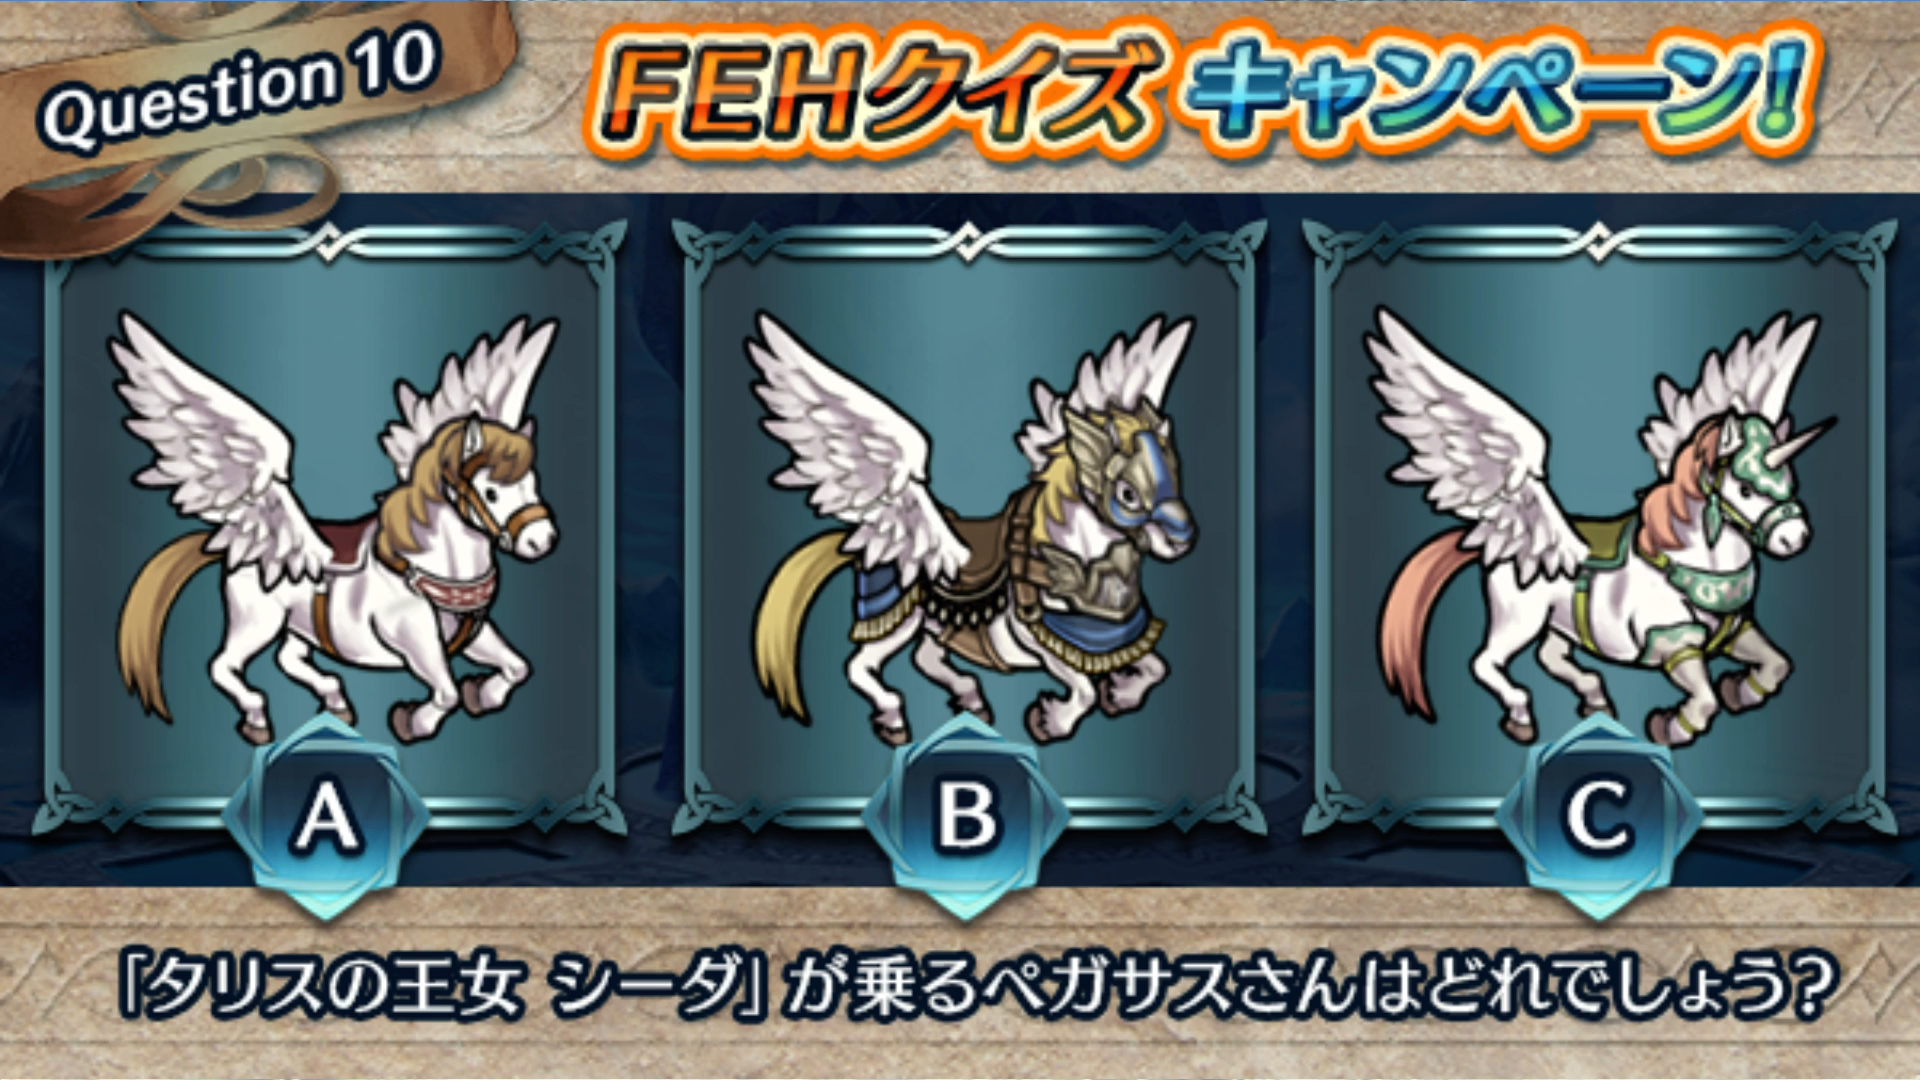 Question 10
FEHクイズ キャンペーン!
A
B
C
「タリスの王女 シーダ」が乗るペガサスさんはどれでしょう?